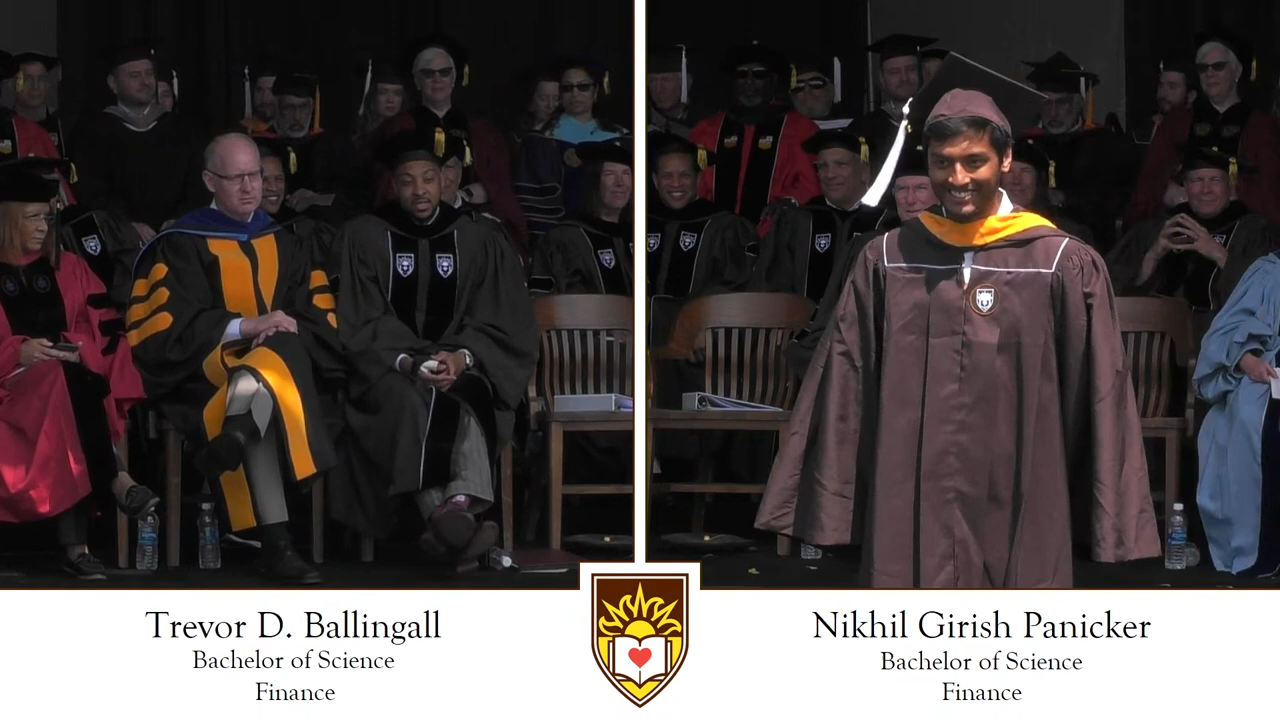 Trevor D. Ballingall
Bachelor of Science
Finance
Nikhil Girish Panicker
Bachelor of Science
Finance